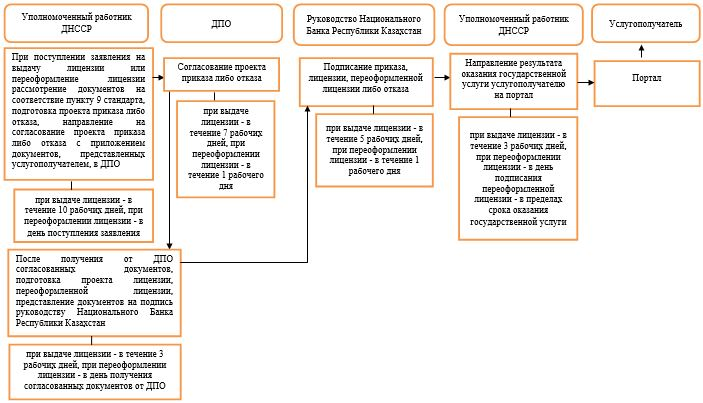 Уполномоченный работник
ДНССР
ДПО
Руководство Национального
Банка Республики Казахстан
Уполномоченный работник
ДНССР
Услугополучатель
При поступлении заявления на
выдачу лицензии или
переоформление лицензии
рассмотрение документов на
соответствие пункту 9 стандарта,
подготовка проекта приказа либо
отказа, направление на
согласование проекта приказа
либо отказа с приложением
документов, представленных
услугополучателем, в ДПО
при выдаче лицензии - в
течение 10 рабочих дней, при
переоформлении лицензии - в
день поступления заявления
После получения от ДПО
согласованных документов,
подготовка проекта лицензии,
переоформленной лицензии,
представление документов на подпись
руководству Национального Банка
Республики Казахстан
при выдаче лицензии - в течение 3
рабочих дней, при переоформлении
лицензии - в день получения
согласованных документов от ДПО
Согласование проекта
приказа либо отказа
при выдаче
лицензии - в
течение 7 рабочих
дней, при
переоформлении
лицензии - в
течение 1 рабочего
дня
Подписание приказа,
лицензии, переоформленной
лицензии либо отказа
при выдаче лицензии - в
течение 5 рабочих дней, при
переоформлении
лицензии - в течение 1
рабочего дня
Направление результата
оказания государственной
услуги услугополучателю
на портал
при выдаче лицензии - в
течение 3 рабочих дней,
при переоформлении
лицензии - в день
подписания
переоформленной
лицензии - в пределах
срока оказания
государственной услуги
Портал